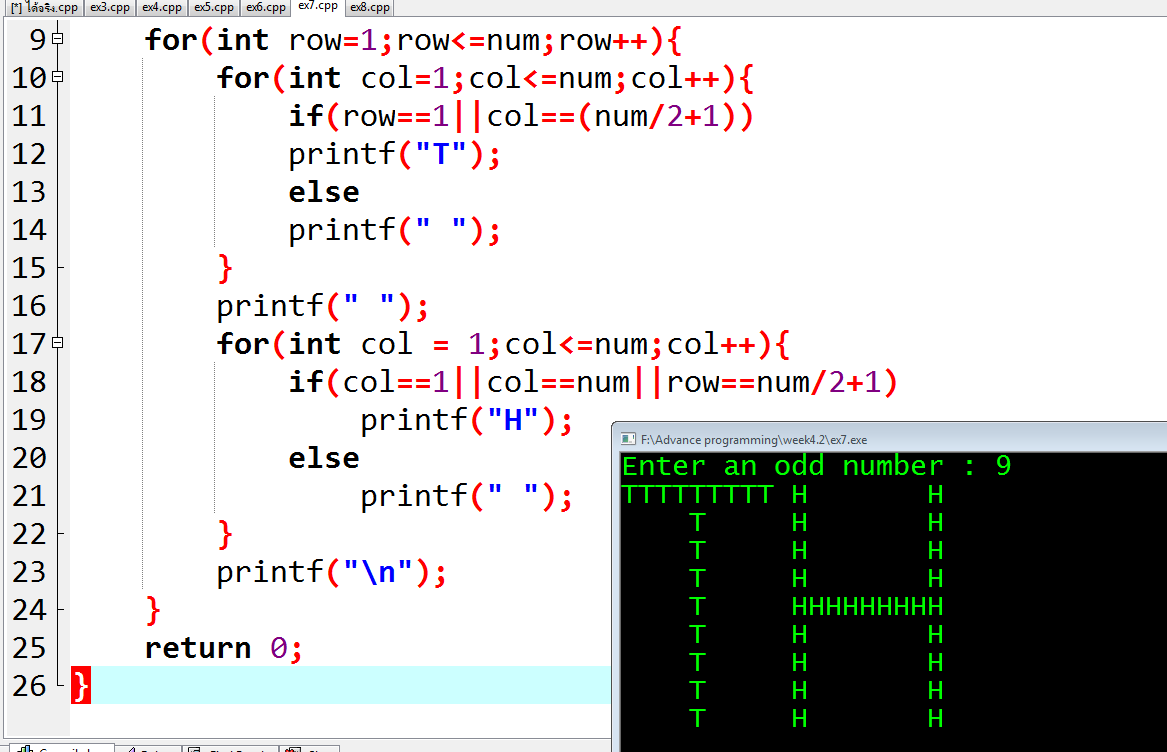 [*] ได้จริง.cpp ex3.cpp ex4.cpp ex5.cpp ex6.cpp ex7.cpp ex8.cpp
9 for(int row=1;row<=num;row++){
10 for(int col=1;col<=num;col++){
11 if(row==1||col==(num/2+1))
12 printf("T");
13 else
14 printf(" ");
15 }
16 printf(" ");
17 for(int col = 1;col<=num;col++){
18 if(col==1||col==num||row==num/2+1)
19 printf("H");
20 else
21 printf(" ");
22 }
23 printf("\n");
24 }
25 return 0;
26 }
F:\Advance programming\week4.2\ex7.exe
Enter an odd number : 9
TTTTTTTTT H       H
    T     H       H
    T     H       H
    T     H       H
    T     HHHHHHHHH
    T     H       H
    T     H       H
    T     H       H
    T     H       H